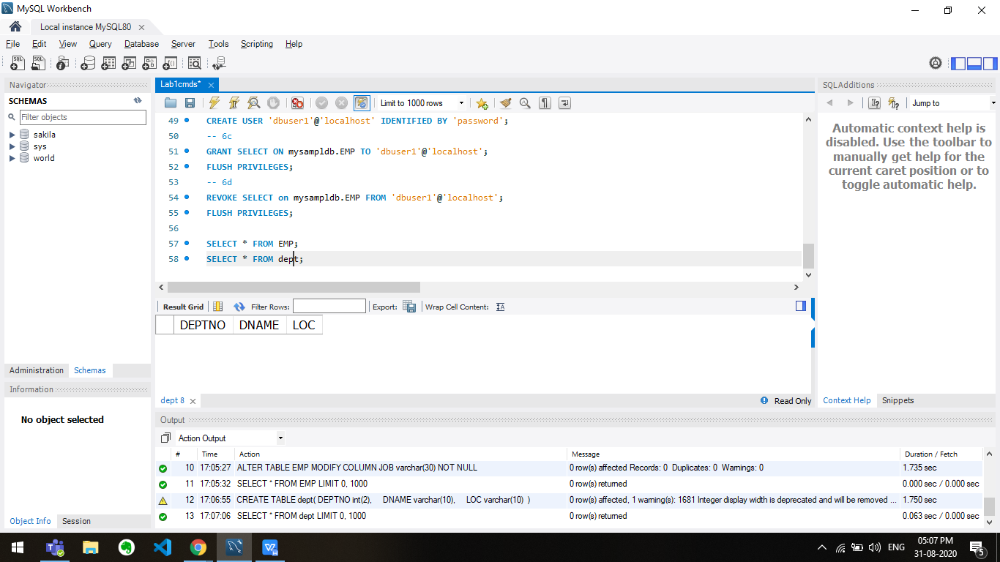 MySQL Workbench
Local instance MySQL80
File Edit View Query Database Server Tools Scripting Help
Navigator
SCHEMAS
Filter objects
sakila
sys
world
Administration Schemas
Information
No object selected
Object Info Session
Lab1cmds*
Limit to 1000 rows
49 CREATE USER 'dbuser1'@'localhost' IDENTIFIED BY 'password';
50 -- 6c
51 GRANT SELECT ON mysampldb.EMP TO 'dbuser1'@'localhost';
52 FLUSH PRIVILEGES;
53 -- 6d
54 REVOKE SELECT on mysampldb.EMP FROM 'dbuser1'@'localhost';
55 FLUSH PRIVILEGES;
56
57 SELECT * FROM EMP;
58 SELECT * FROM dept;
Result Grid Filter Rows: Export: Wrap Cell Content:
DEPTNO DNAME LOC
dept 8
Read Only
SQLAdditions
Jump to
Automatic context help is
disabled. Use the toolbar to
manually get help for the
current caret position or to
toggle automatic help.
Context Help Snippets
Output
Action Output
# Time Action Message Duration / Fetch
10 17:05:27 ALTER TABLE EMP MODIFY COLUMN JOB varchar(30) NOT NULL 0 row(s) affected Records: 0 Duplicates: 0 Warnings: 0 1.735 sec
11 17:05:32 SELECT * FROM EMP LIMIT 0, 1000 0 row(s) returned 0.000 sec / 0.000 sec
12 17:06:55 CREATE TABLE dept( DEPTNO int(2), DNAME varchar(10), LOC varchar(10) ) 0 row(s) affected, 1 warning(s): 1681 Integer display width is deprecated and will be removed ... 1.750 sec
13 17:07:06 SELECT * FROM dept LIMIT 0, 1000 0 row(s) returned 0.063 sec / 0.000 sec
ENG
05:07 PM
31-08-2020
5